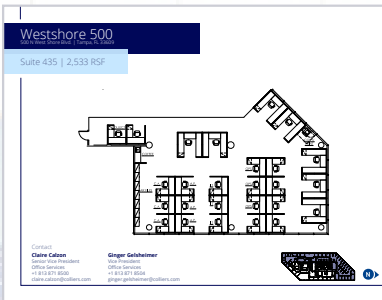 Westshore 500
500 N West Shore Blvd. | Tampa, FL 33609
Suite 435 | 2,533 RSF
Contact
Claire Calzon
Senior Vice President
Office Services
+1 813 871 8500
claire.calzon@colliers.com
Ginger Gelsheimer
Vice President
Office Services
+1 813 871 8504
ginger.gelsheimer@colliers.com
N